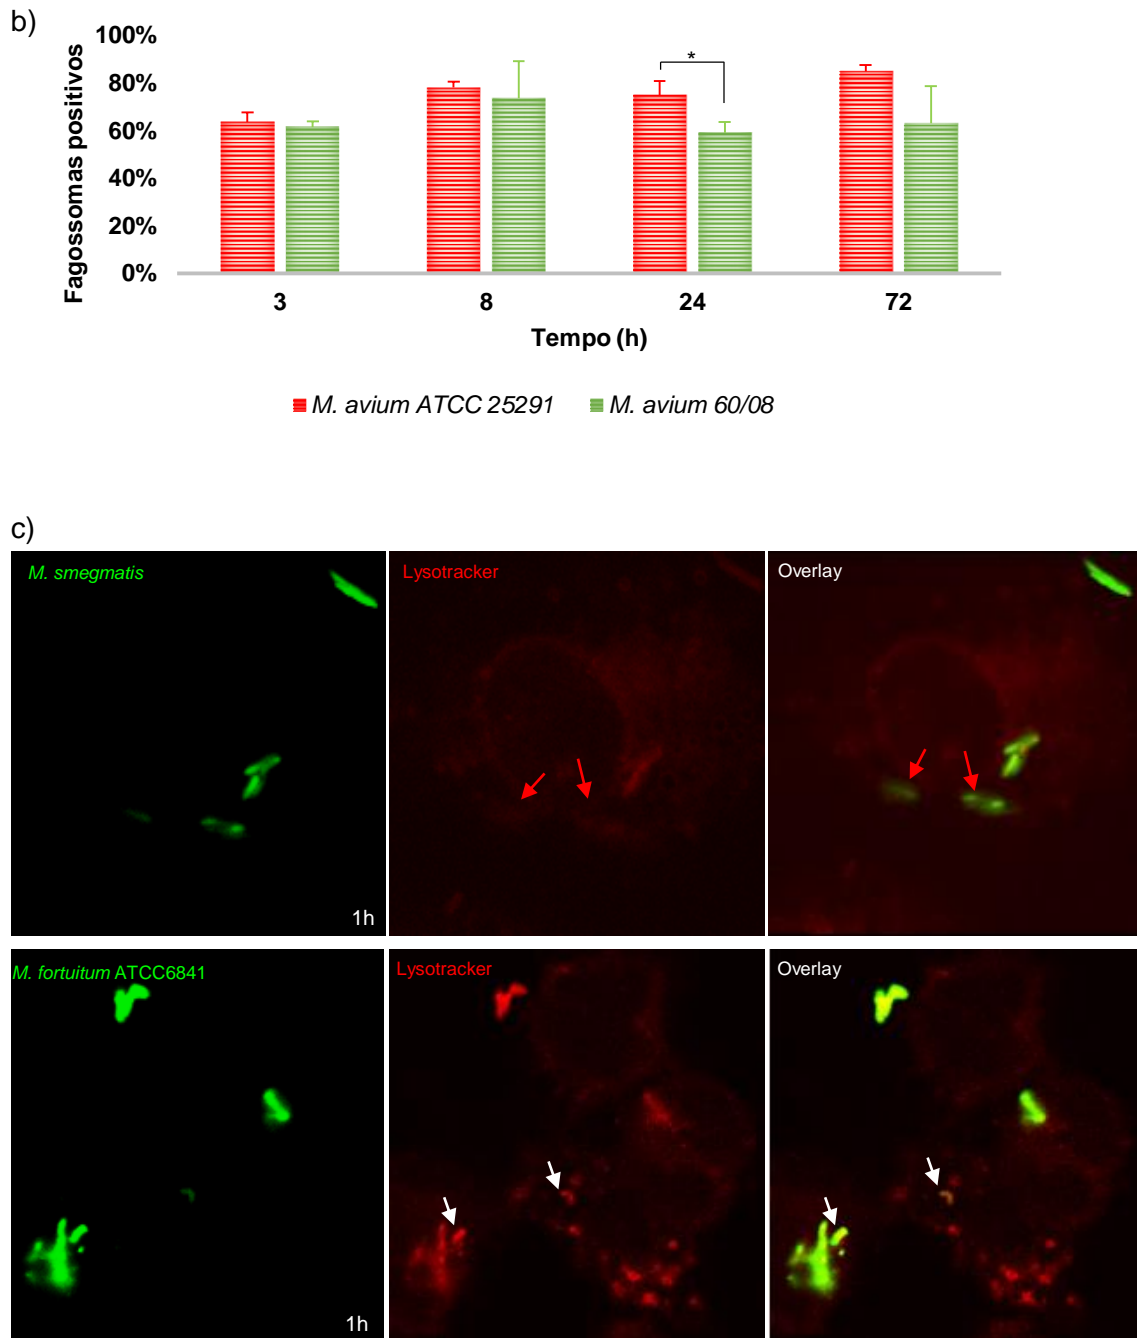 b)
100%
80%
60%
40%
20%
0%
Fagossomas positivos
*
3 8 24 72
Tempo (h)
M. avium ATCC 25291 M. avium 60/08
c)
M. smegmatis
1h
Lysotracker
Overlay
M. fortuitum ATCC6841
1h
Lysotracker
Overlay